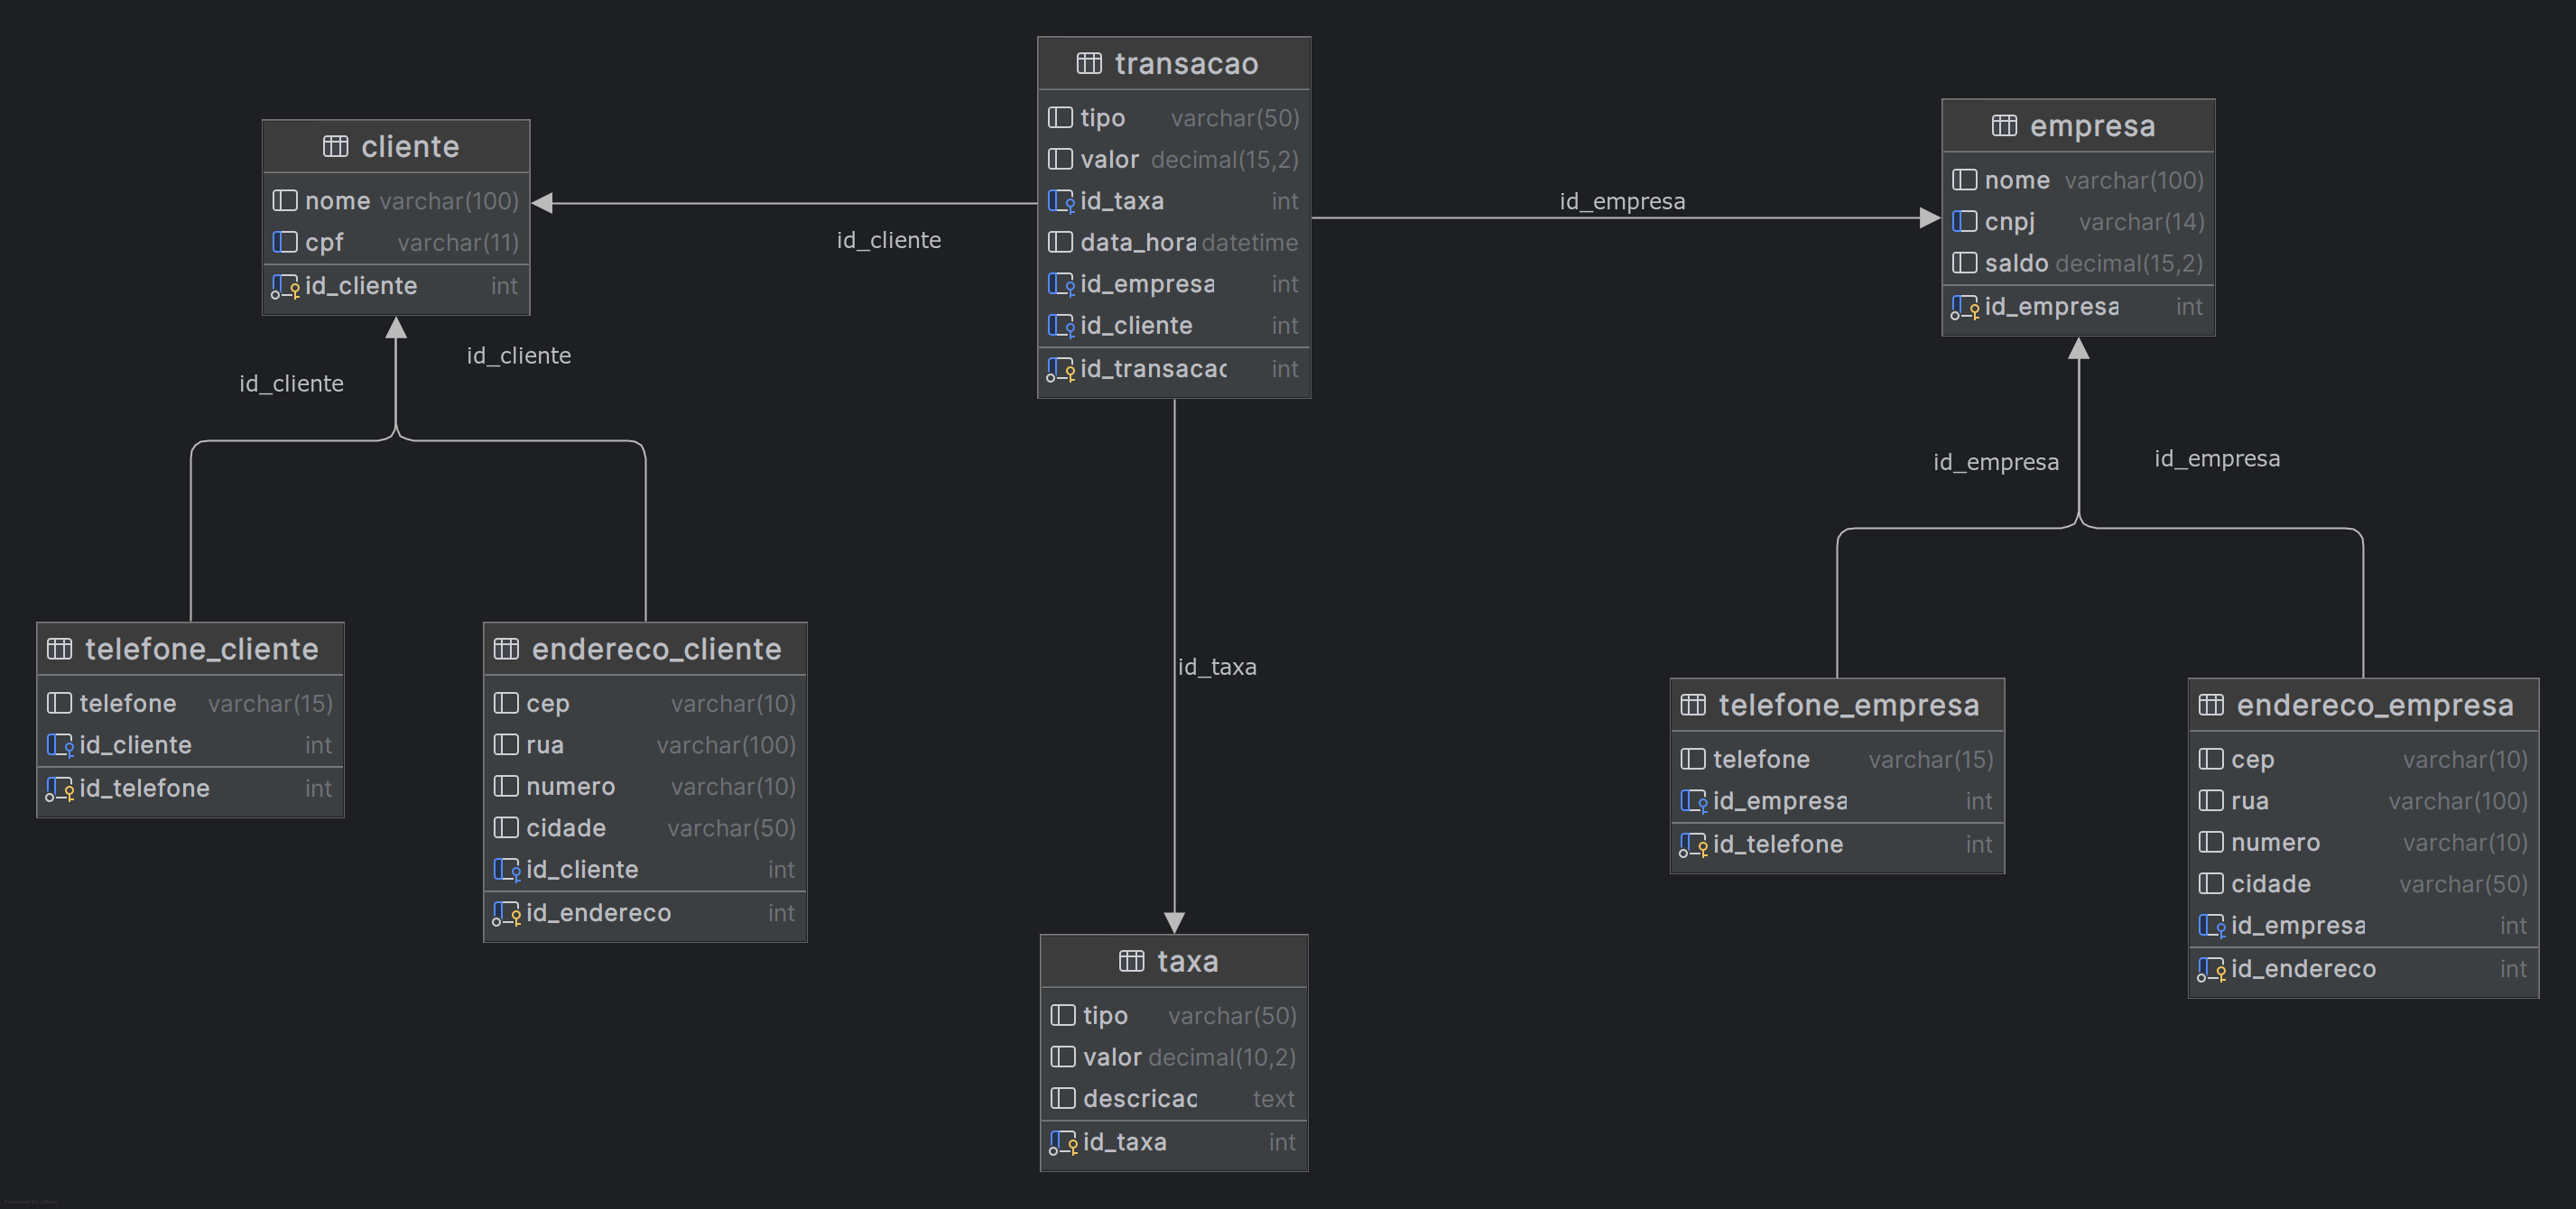 transacao
tipo varchar(50)
valor decimal(15,2)
id_taxa int
data_hora datetime
id_empresa int
id_cliente int
id_transacac int
cliente
nome varchar(100)
cpf varchar(11)
id_cliente int
empresa
nome varchar(100)
cnpj varchar(14)
saldo decimal(15,2)
id_empresa int
id_cliente
id_empresa
id_cliente
id_cliente
id_empresa
id_empresa
id_taxa
telefone_cliente
telefone varchar(15)
id_cliente int
id_telefone int
endereco_cliente
cep varchar(10)
rua varchar(100)
numero varchar(10)
cidade varchar(50)
id_cliente int
id_endereco int
telefone_empresa
telefone varchar(15)
id_empresa int
id_telefone int
endereco_empresa
cep varchar(10)
rua varchar(100)
numero varchar(10)
cidade varchar(50)
id_empresa int
id_endereco int
taxa
tipo varchar(50)
valor decimal(10,2)
descricac text
id_taxa int